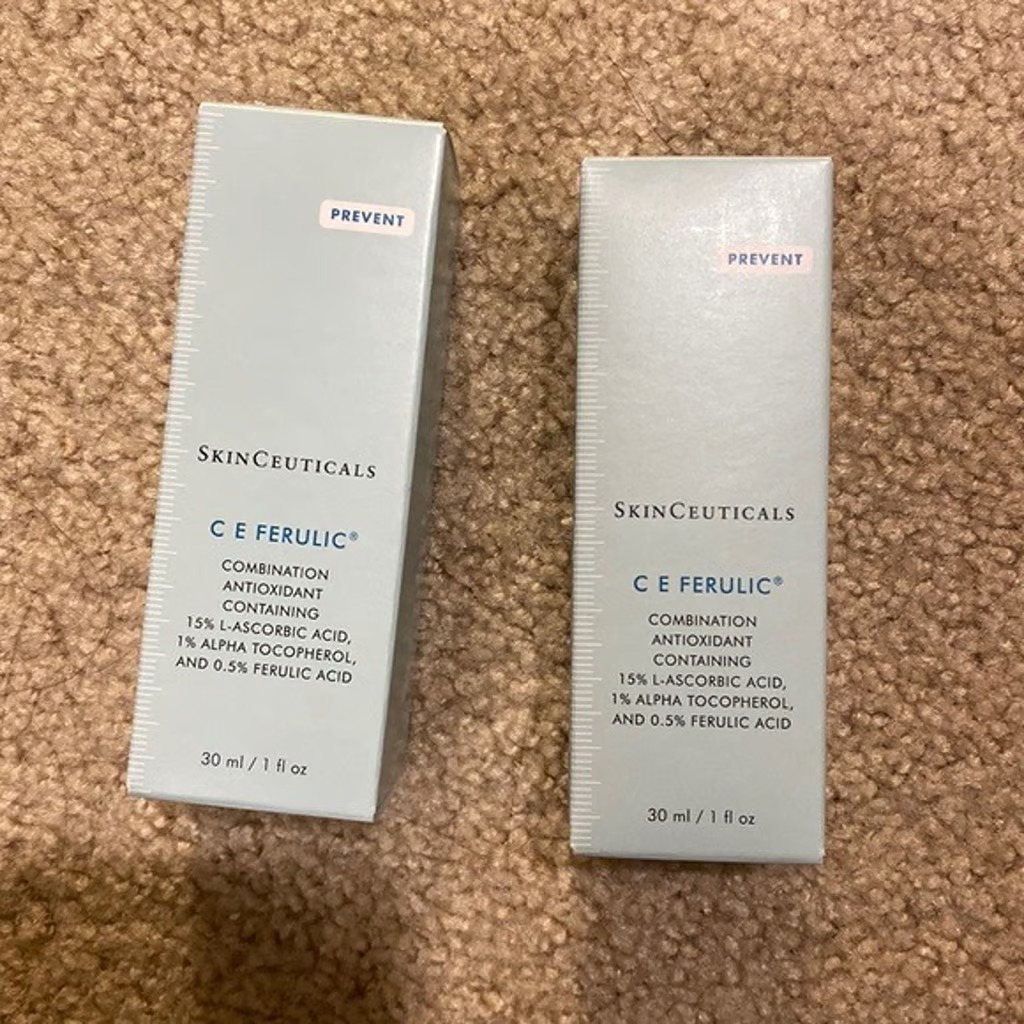 PREVENT
SKINCEUTICALS
C E FERULIC®
COMBINATION
ANTIOXIDANT
CONTAINING
15% L-ASCORBIC ACID,
1% ALPHA TOCOPHEROL,
AND 0.5% FERULIC ACID
30 ml / 1 fl oz
PREVENT
SKINCEUTICALS
C E FERULIC®
COMBINATION
ANTIOXIDANT
CONTAINING
15% L-ASCORBIC ACID,
1% ALPHA TOCOPHEROL,
AND 0.5% FERULIC ACID
30 ml / 1 fl oz